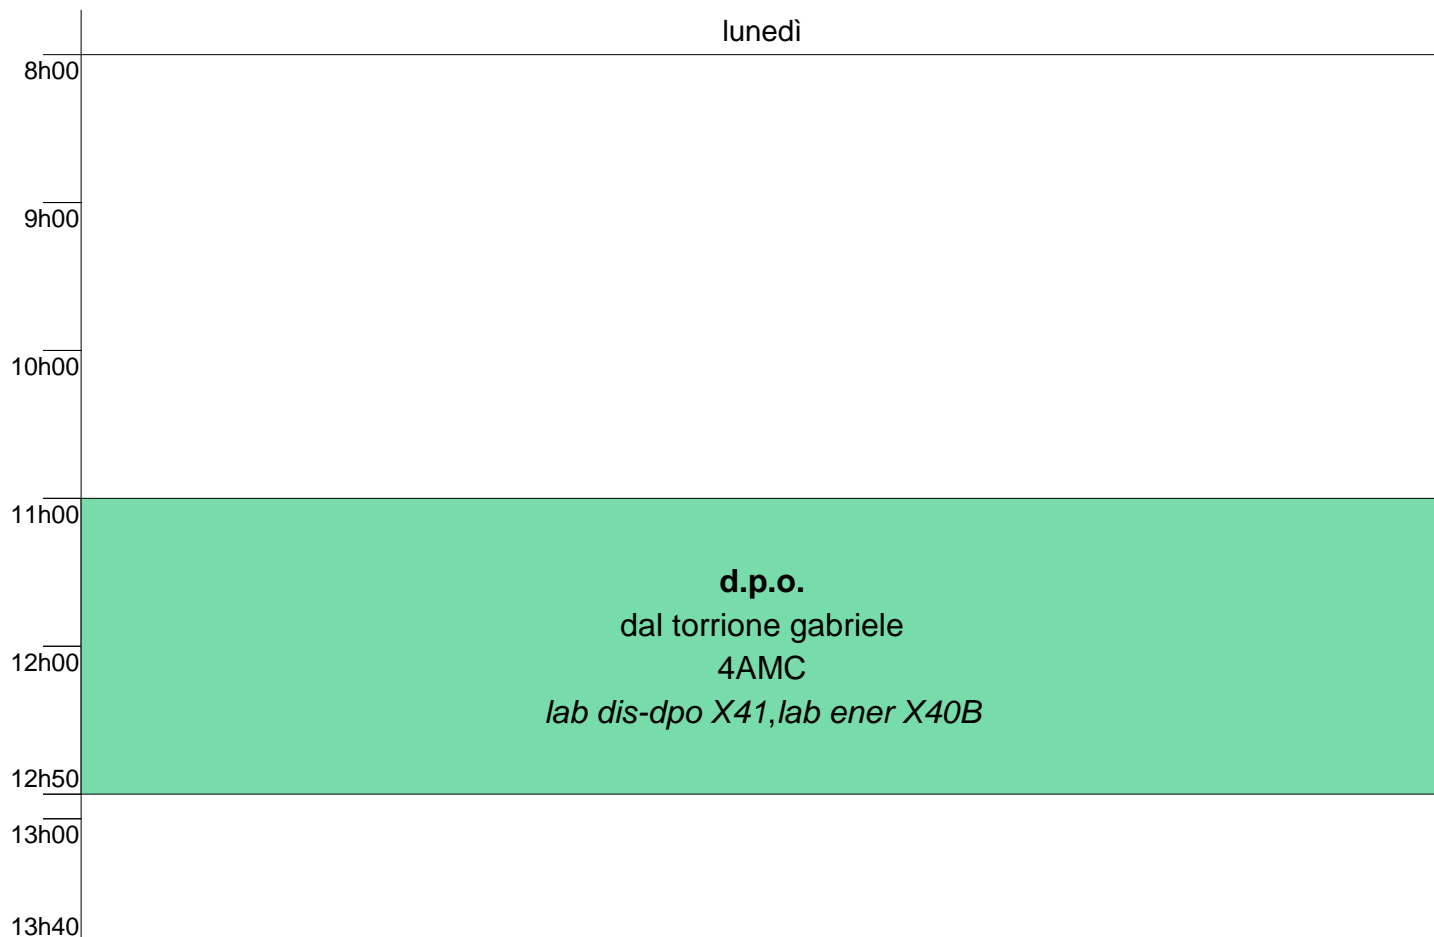 lunedì
8h00
9h00
10h00
11h00
d.p.o.
dal torrione gabriele
12h00
4AMC
lab dis-dpo X41,lab ener X40B
12h50
13h00
13h40